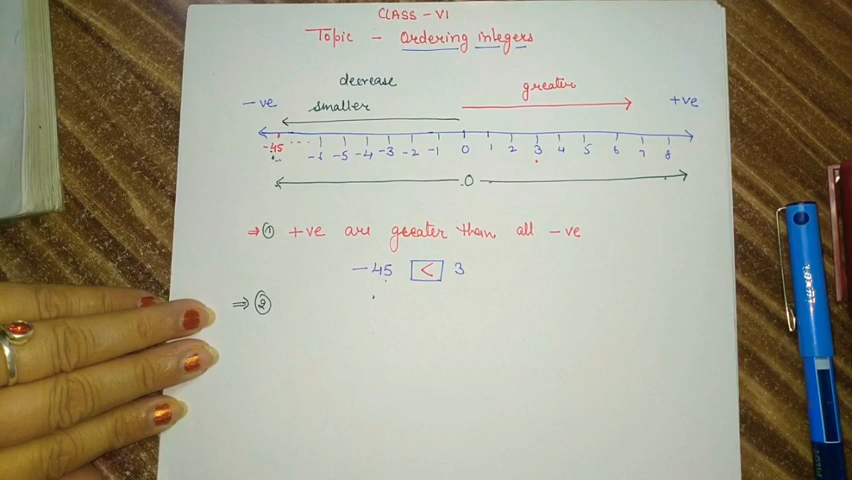 CLASS - VI
Topic - Ordering integers
decrease
greater
-ve smaller +ve
-45 ... -6 -5 -4 -3 -2 -1 0 1 2 3 4 5 6 7 8
0
⇒ ① +ve are greater than all -ve
-45 < 3
⇒ ②
PILOT